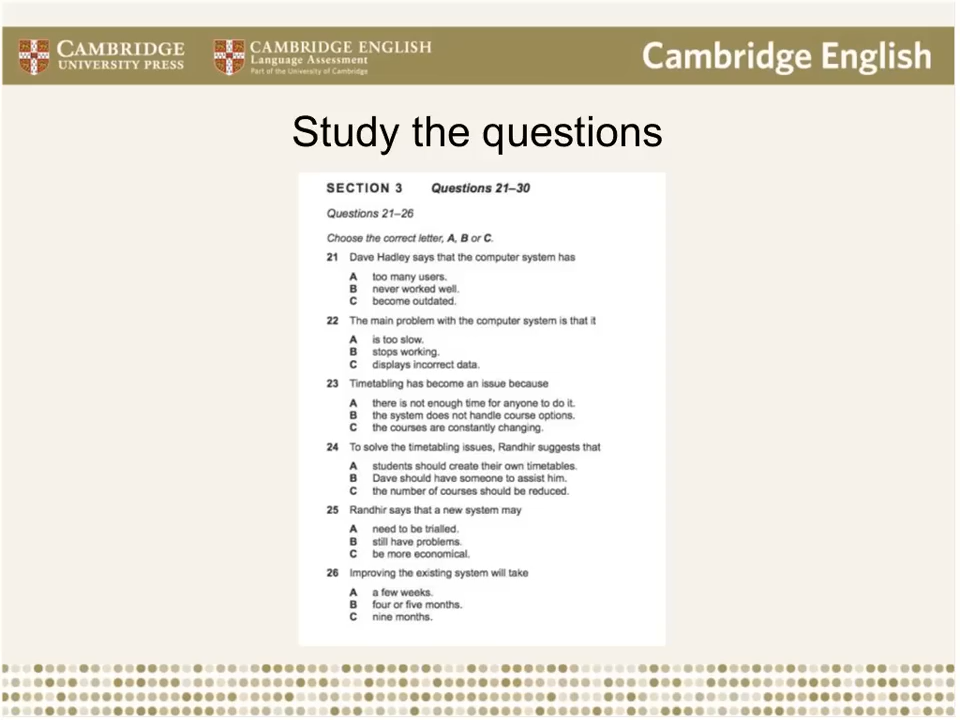 CAMBRIDGE
UNIVERSITY PRESS
CAMBRIDGE ENGLISH
Language Assessment
Part of the University of Cambridge
Cambridge English
Study the questions
SECTION 3 Questions 21–30
Questions 21–26
Choose the correct letter, A, B or C.
21 Dave Hadley says that the computer system has
A too many users.
B never worked well.
C become outdated.
22 The main problem with the computer system is that it
A is too slow.
B stops working.
C displays incorrect data.
23 Timetabling has become an issue because
A there is not enough time for anyone to do it.
B the system does not handle course options.
C the courses are constantly changing.
24 To solve the timetabling issues, Randhir suggests that
A students should create their own timetables.
B Dave should have someone to assist him.
C the number of courses should be reduced.
25 Randhir says that a new system may
A need to be trialled.
B still have problems.
C be more economical.
26 Improving the existing system will take
A a few weeks.
B four or five months.
C nine months.